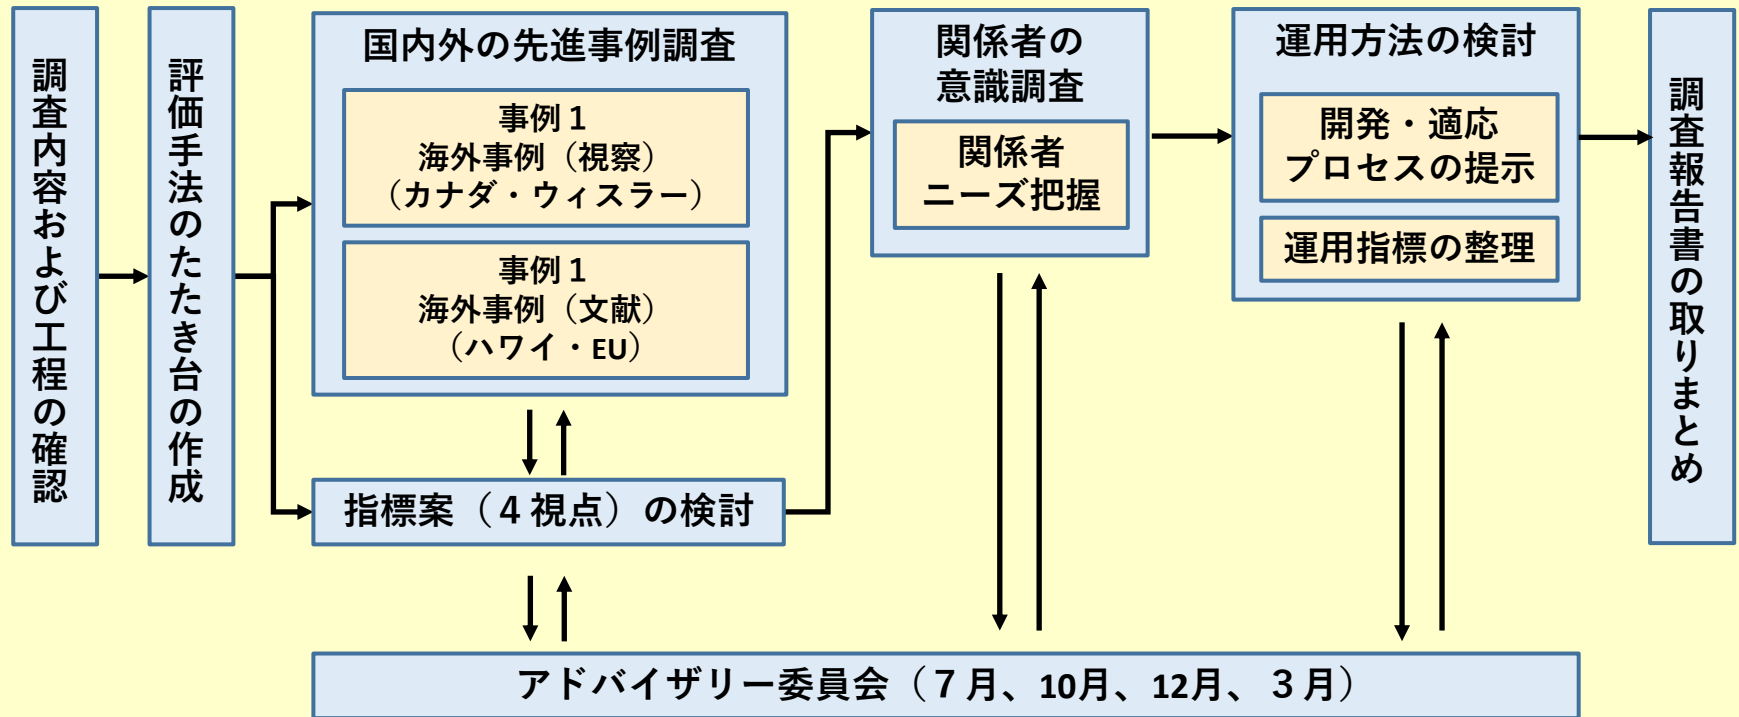 調査内容および工程の確認
評価手法のたたき台の作成
国内外の先進事例調査
事例１
海外事例（視察）
（カナダ・ウィスラー）
事例１
海外事例（文献）
（ハワイ・EU）
指標案（４視点）の検討
関係者の
意識調査
関係者
ニーズ把握
運用方法の検討
開発・適応
プロセスの提示
運用指標の整理
調査報告書の取りまとめ
アドバイザリー委員会（７月、10月、12月、３月）